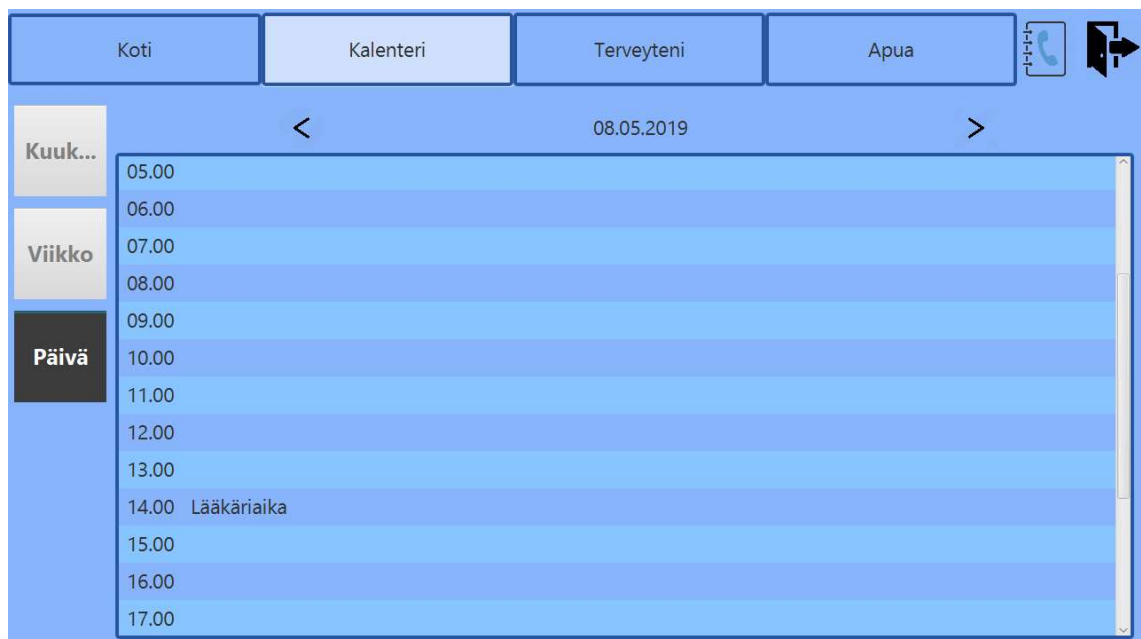 Koti Kalenteri Terveyteni Apua
< 08.05.2019 >
Kuuk...
Viikko
Päivä
05.00
06.00
07.00
08.00
09.00
10.00
11.00
12.00
13.00
14.00 Lääkäriaika
15.00
16.00
17.00